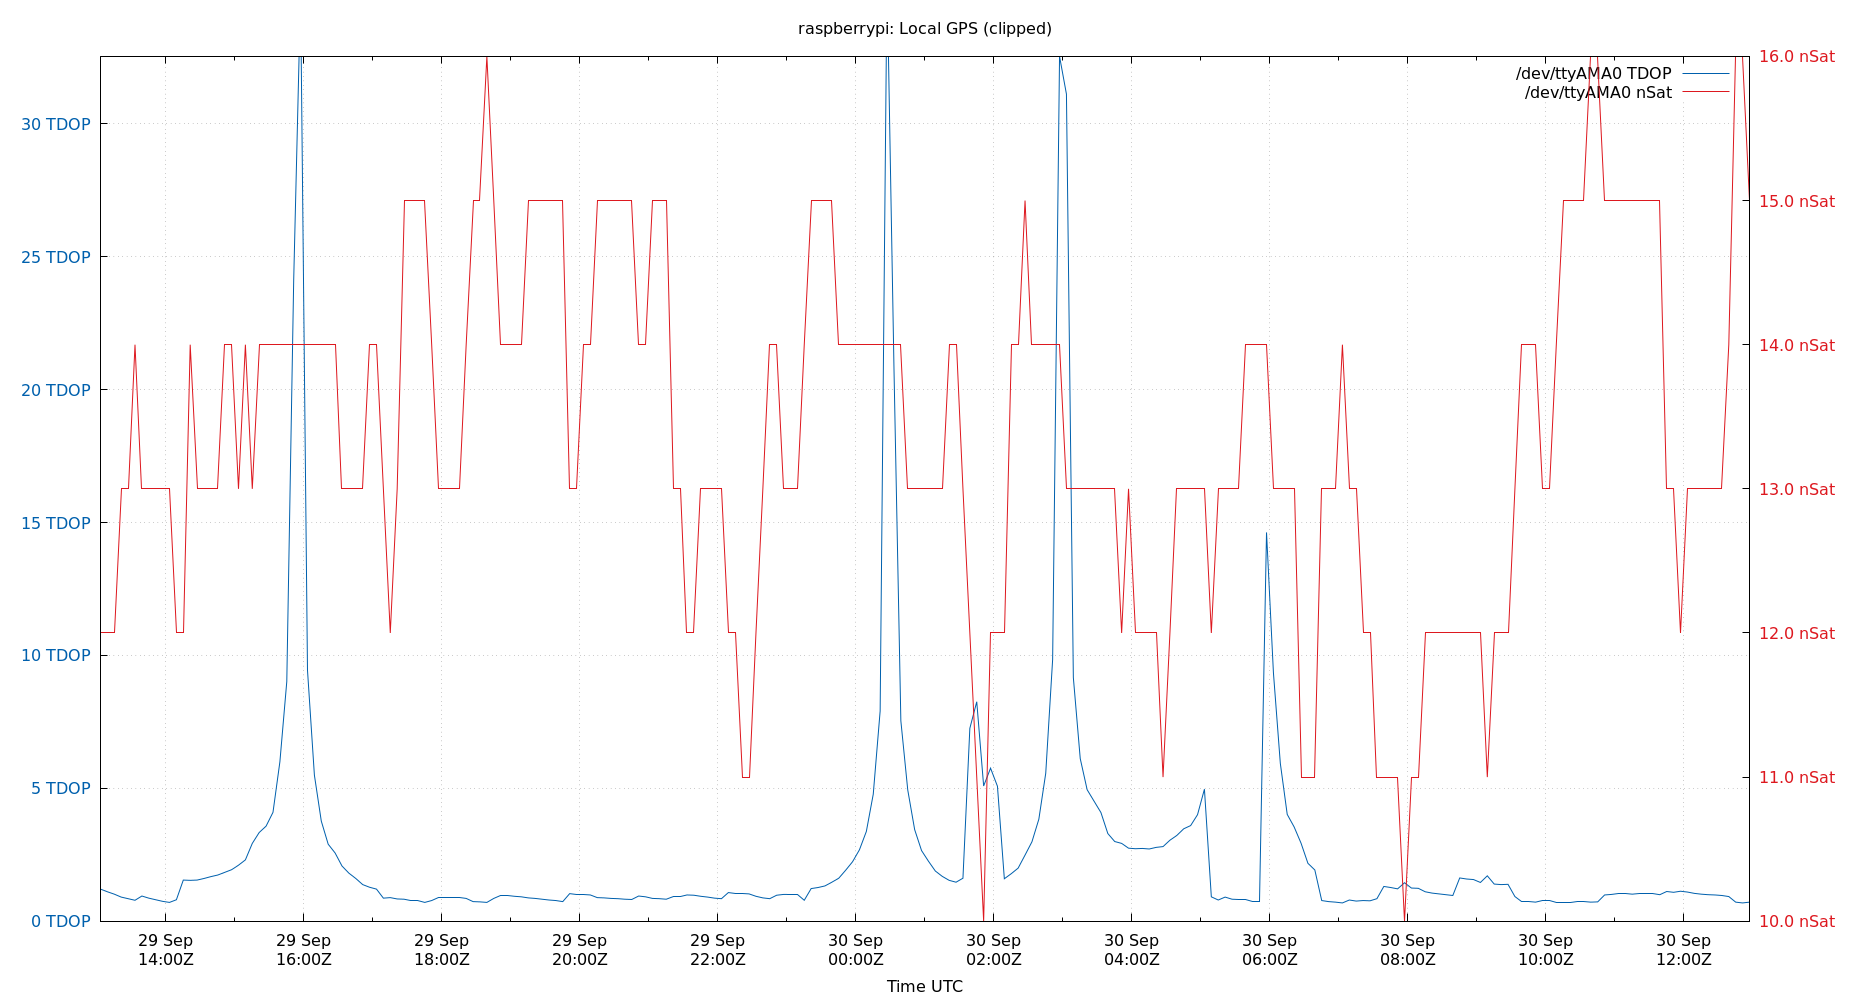 raspberrypi: Local GPS (clipped)
/dev/ttyAMA0 TDOP
/dev/ttyAMA0 nSat
30 TDOP
25 TDOP
20 TDOP
15 TDOP
10 TDOP
5 TDOP
0 TDOP
16.0 nSat
15.0 nSat
14.0 nSat
13.0 nSat
12.0 nSat
11.0 nSat
10.0 nSat
29 Sep
14:00Z
29 Sep
16:00Z
29 Sep
18:00Z
29 Sep
20:00Z
29 Sep
22:00Z
30 Sep
00:00Z
30 Sep
02:00Z
30 Sep
04:00Z
30 Sep
06:00Z
30 Sep
08:00Z
30 Sep
10:00Z
30 Sep
12:00Z
Time UTC